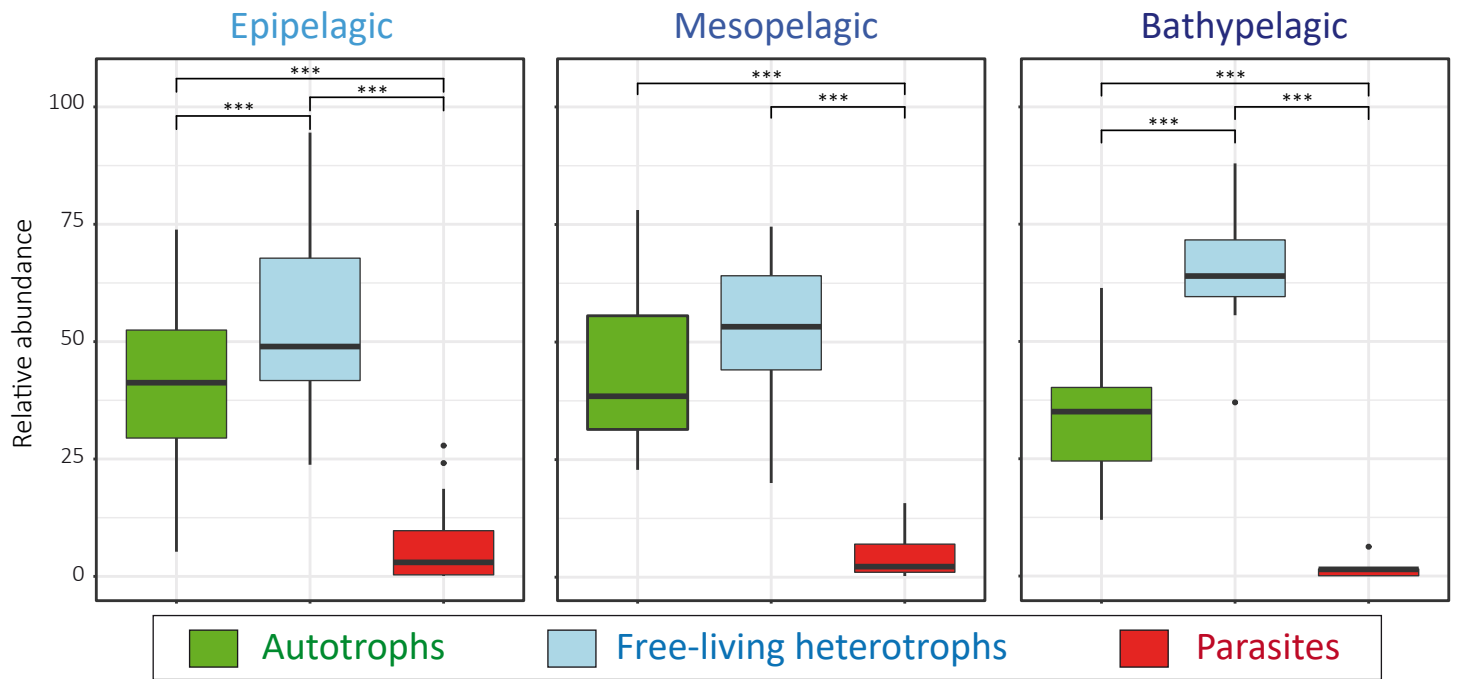 Epipelagic
Mesopelagic
Bathypelagic
***
***
***
***
***
***
***
***
100
75
50
25
0
Relative abundance
Autotrophs
Free-living heterotrophs
Parasites